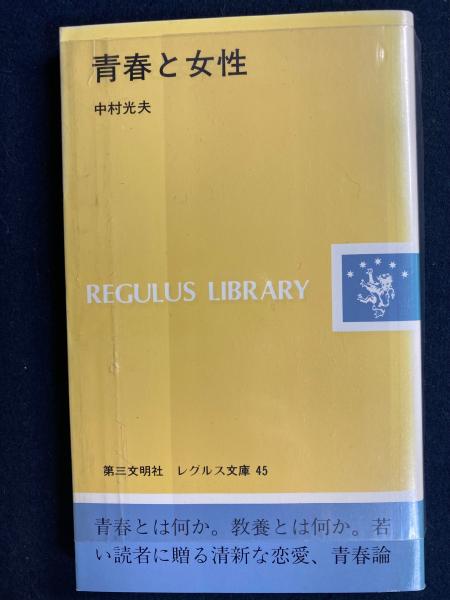 青春と女性
中村光夫
REGULUS LIBRARY
第三文明社 レグルス文庫 45
青春とは何か。教養とは何か。若
い読者に贈る清新な恋愛、青春論